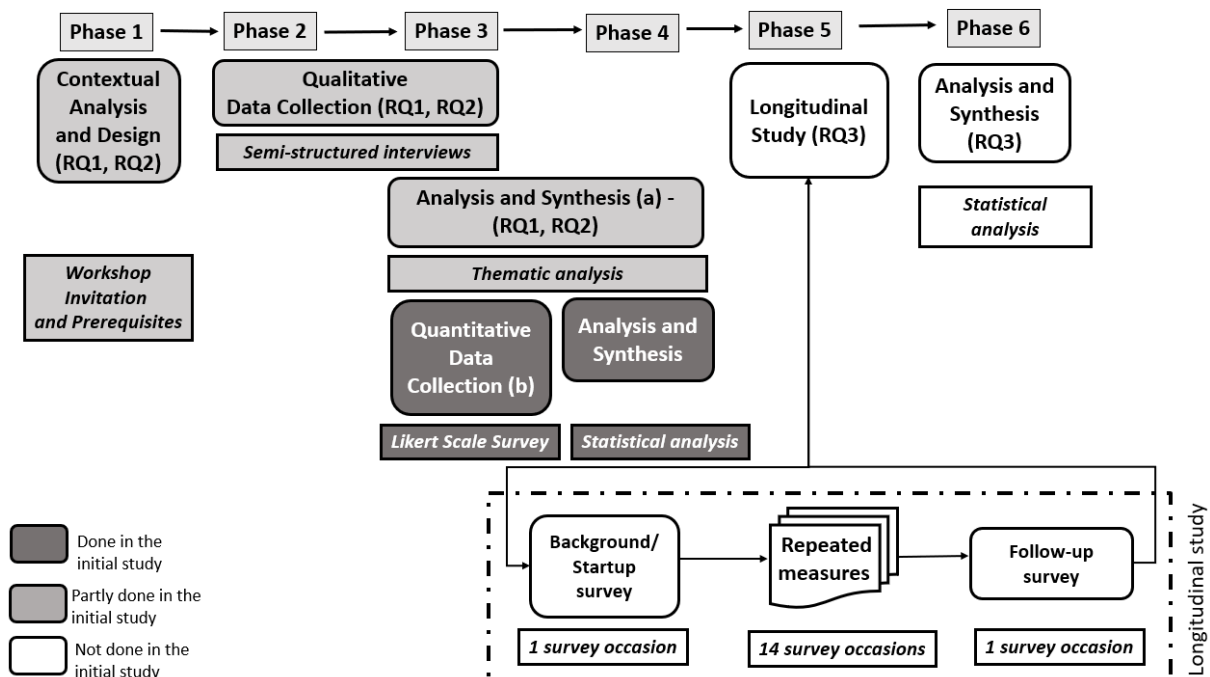 Phase 1
Phase 2
Phase 3
Phase 4
Phase 5
Phase 6
Contextual
Analysis
and Design
(RQ1, RQ2)
Qualitative
Data Collection (RQ1, RQ2)
Semi-structured interviews
Longitudinal
Study (RQ3)
Analysis and
Synthesis
(RQ3)
Statistical
analysis
Analysis and Synthesis (a) -
(RQ1, RQ2)
Thematic analysis
Workshop
Invitation
and Prerequisites
Quantitative
Data
Collection (b)
Analysis and
Synthesis
Likert Scale Survey
Statistical analysis
Done in the
initial study
Partly done in the
initial study
Not done in the
initial study
Background/
Startup
survey
Repeated
measures
Follow-up
survey
1 survey occasion
14 survey occasions
1 survey occasion
Longitudinal study